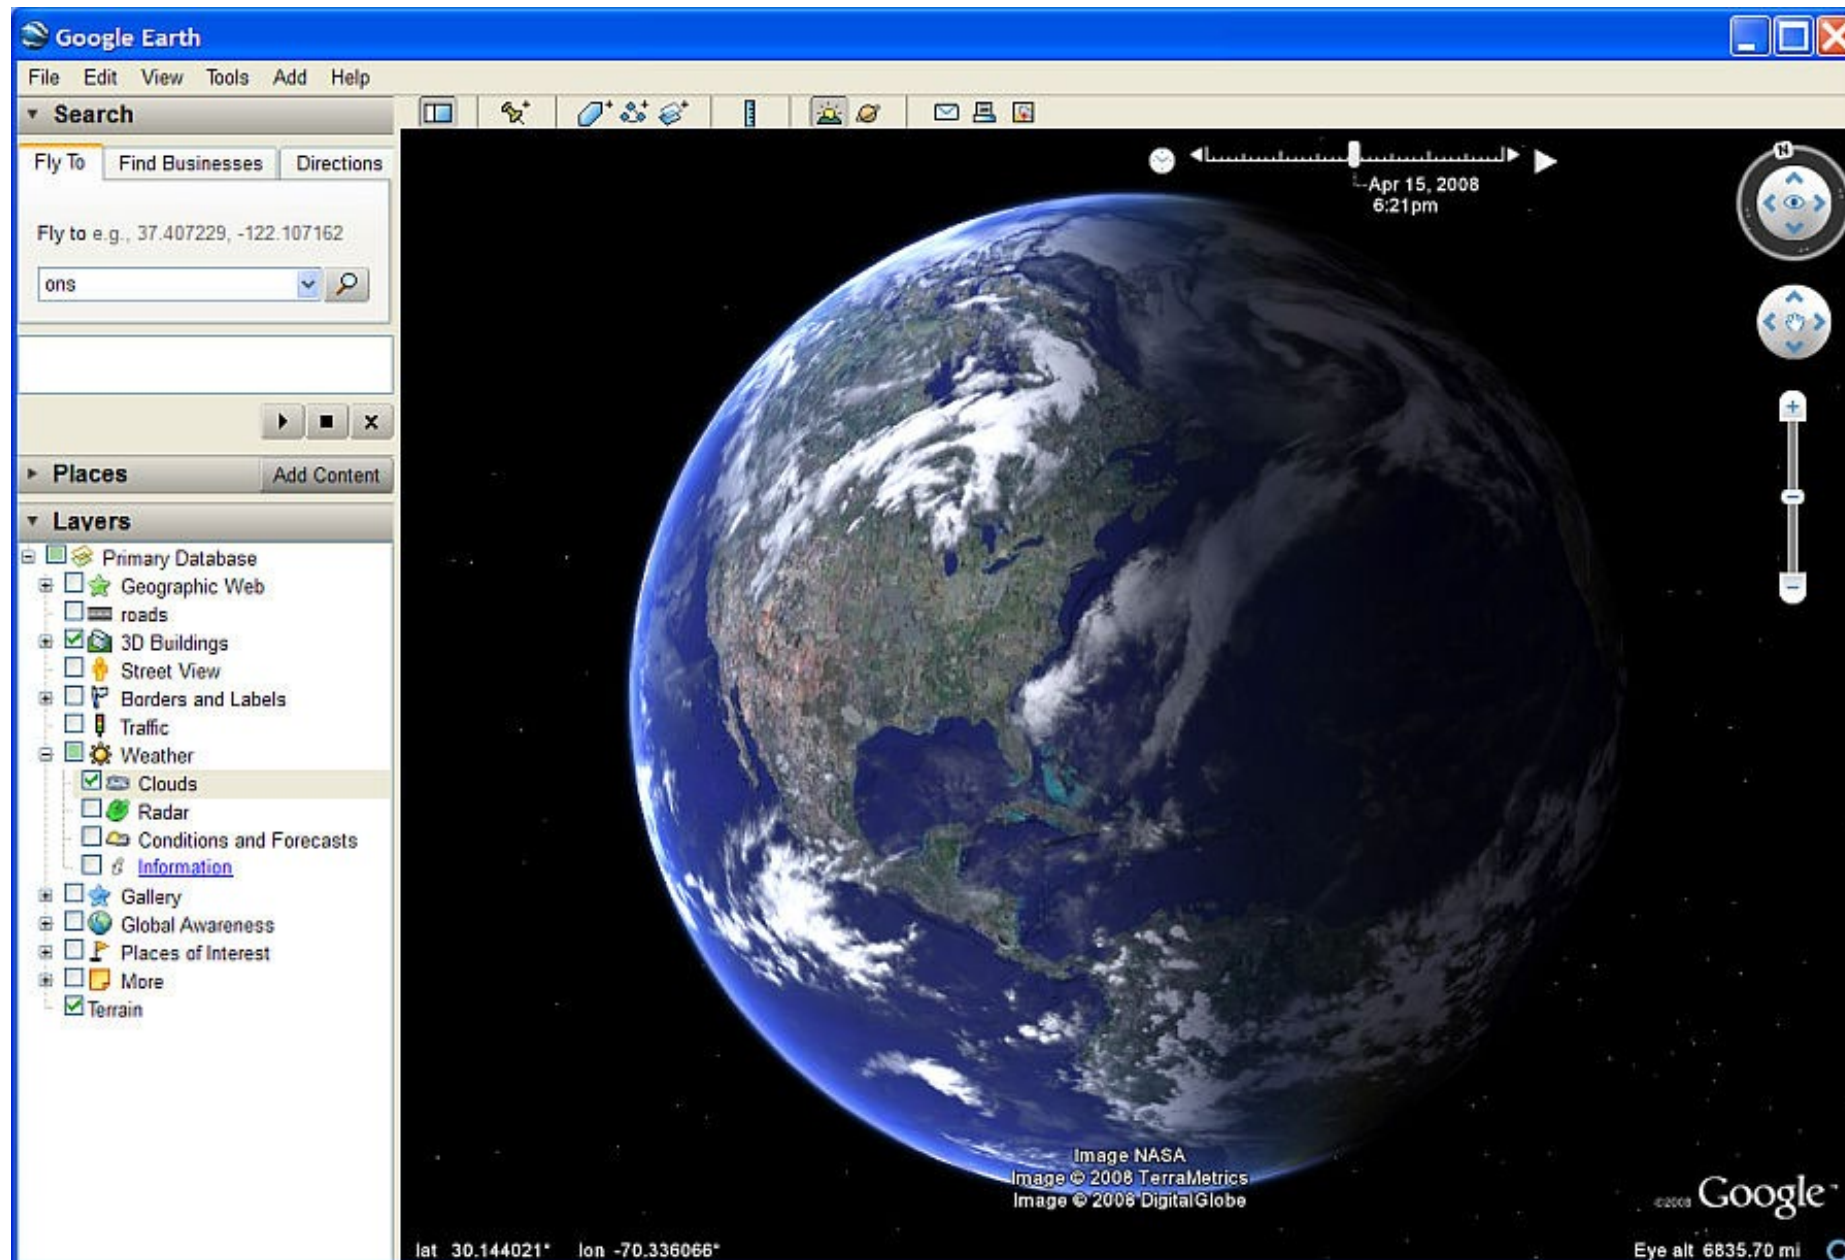 Google Earth
File Edit View Tools Add Help
Search
Fly To Find Businesses Directions
Fly to e.g., 37.407229, -122.107162
ons
Places Add Content
Layers
Primary Database
Geographic Web
roads
3D Buildings
Street View
Borders and Labels
Traffic
Weather
Clouds
Radar
Conditions and Forecasts
Information
Gallery
Global Awareness
Places of Interest
More
Terrain
Apr 15, 2008
6:21pm
N
Image NASA
Image © 2008 TerraMetrics
Image © 2008 DigitalGlobe
©2008 Google
lat 30.144021° lon -70.336066°
Eye alt 6835.70 mi